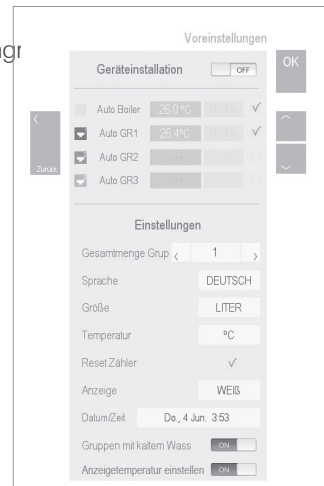 Voreinstellungen
ngr
Geräteinstallation OFF
OK
Auto Boiler 26.0ºC
Auto GR1 26.4ºC
Auto GR2 ---
Auto GR3 ---
Zurück
Einstellungen
Gesamtmenge Grup 1
Sprache DEUTSCH
Größe LITER
Temperatur ºC
Reset Zähler
Anzeige WEIß
Datum/Zeit Do., 4 Jun. 3:53
Gruppen mit kaltem Wass ON
Anzeigetemperatur einstellen ON